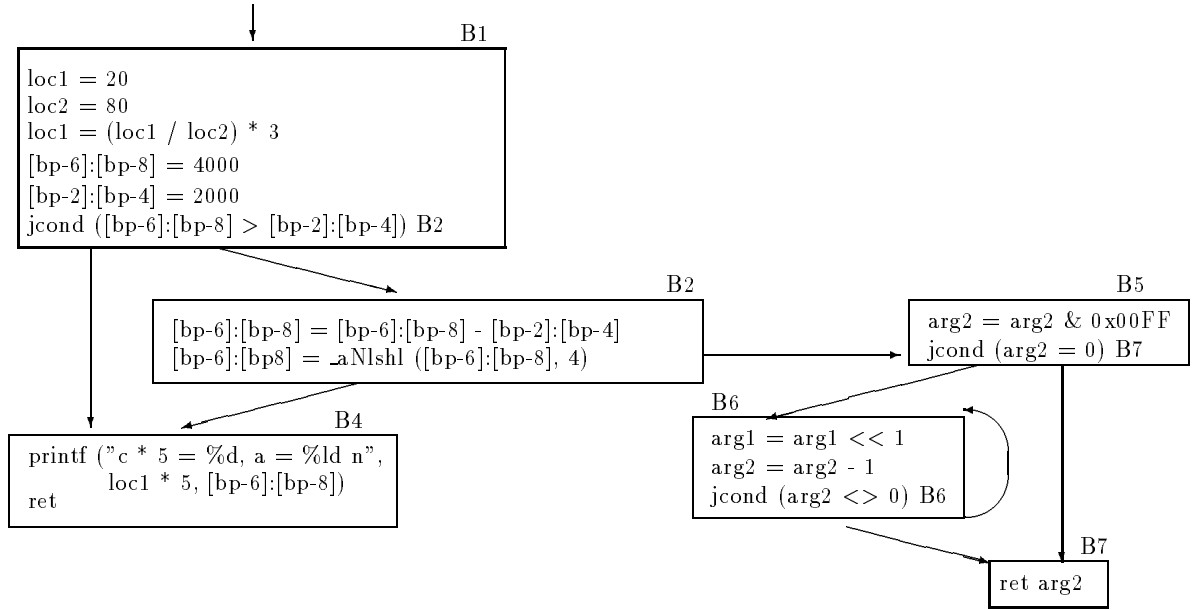 B1
loc1 = 20
loc2 = 80
loc1 = (loc1 / loc2) * 3
[bp-6]:[bp-8] = 4000
[bp-2]:[bp-4] = 2000
jcond ([bp-6]:[bp-8] > [bp-2]:[bp-4]) B2
B2
[bp-6]:[bp-8] = [bp-6]:[bp-8] - [bp-2]:[bp-4]
[bp-6]:[bp8] = _aNlshl ([bp-6]:[bp-8], 4)
B5
arg2 = arg2 & 0x00FF
jcond (arg2 = 0) B7
B4
printf ("c * 5 = %d, a = %ld n",
loc1 * 5, [bp-6]:[bp-8])
ret
B6
arg1 = arg1 << 1
arg2 = arg2 - 1
jcond (arg2 <> 0) B6
B7
ret arg2